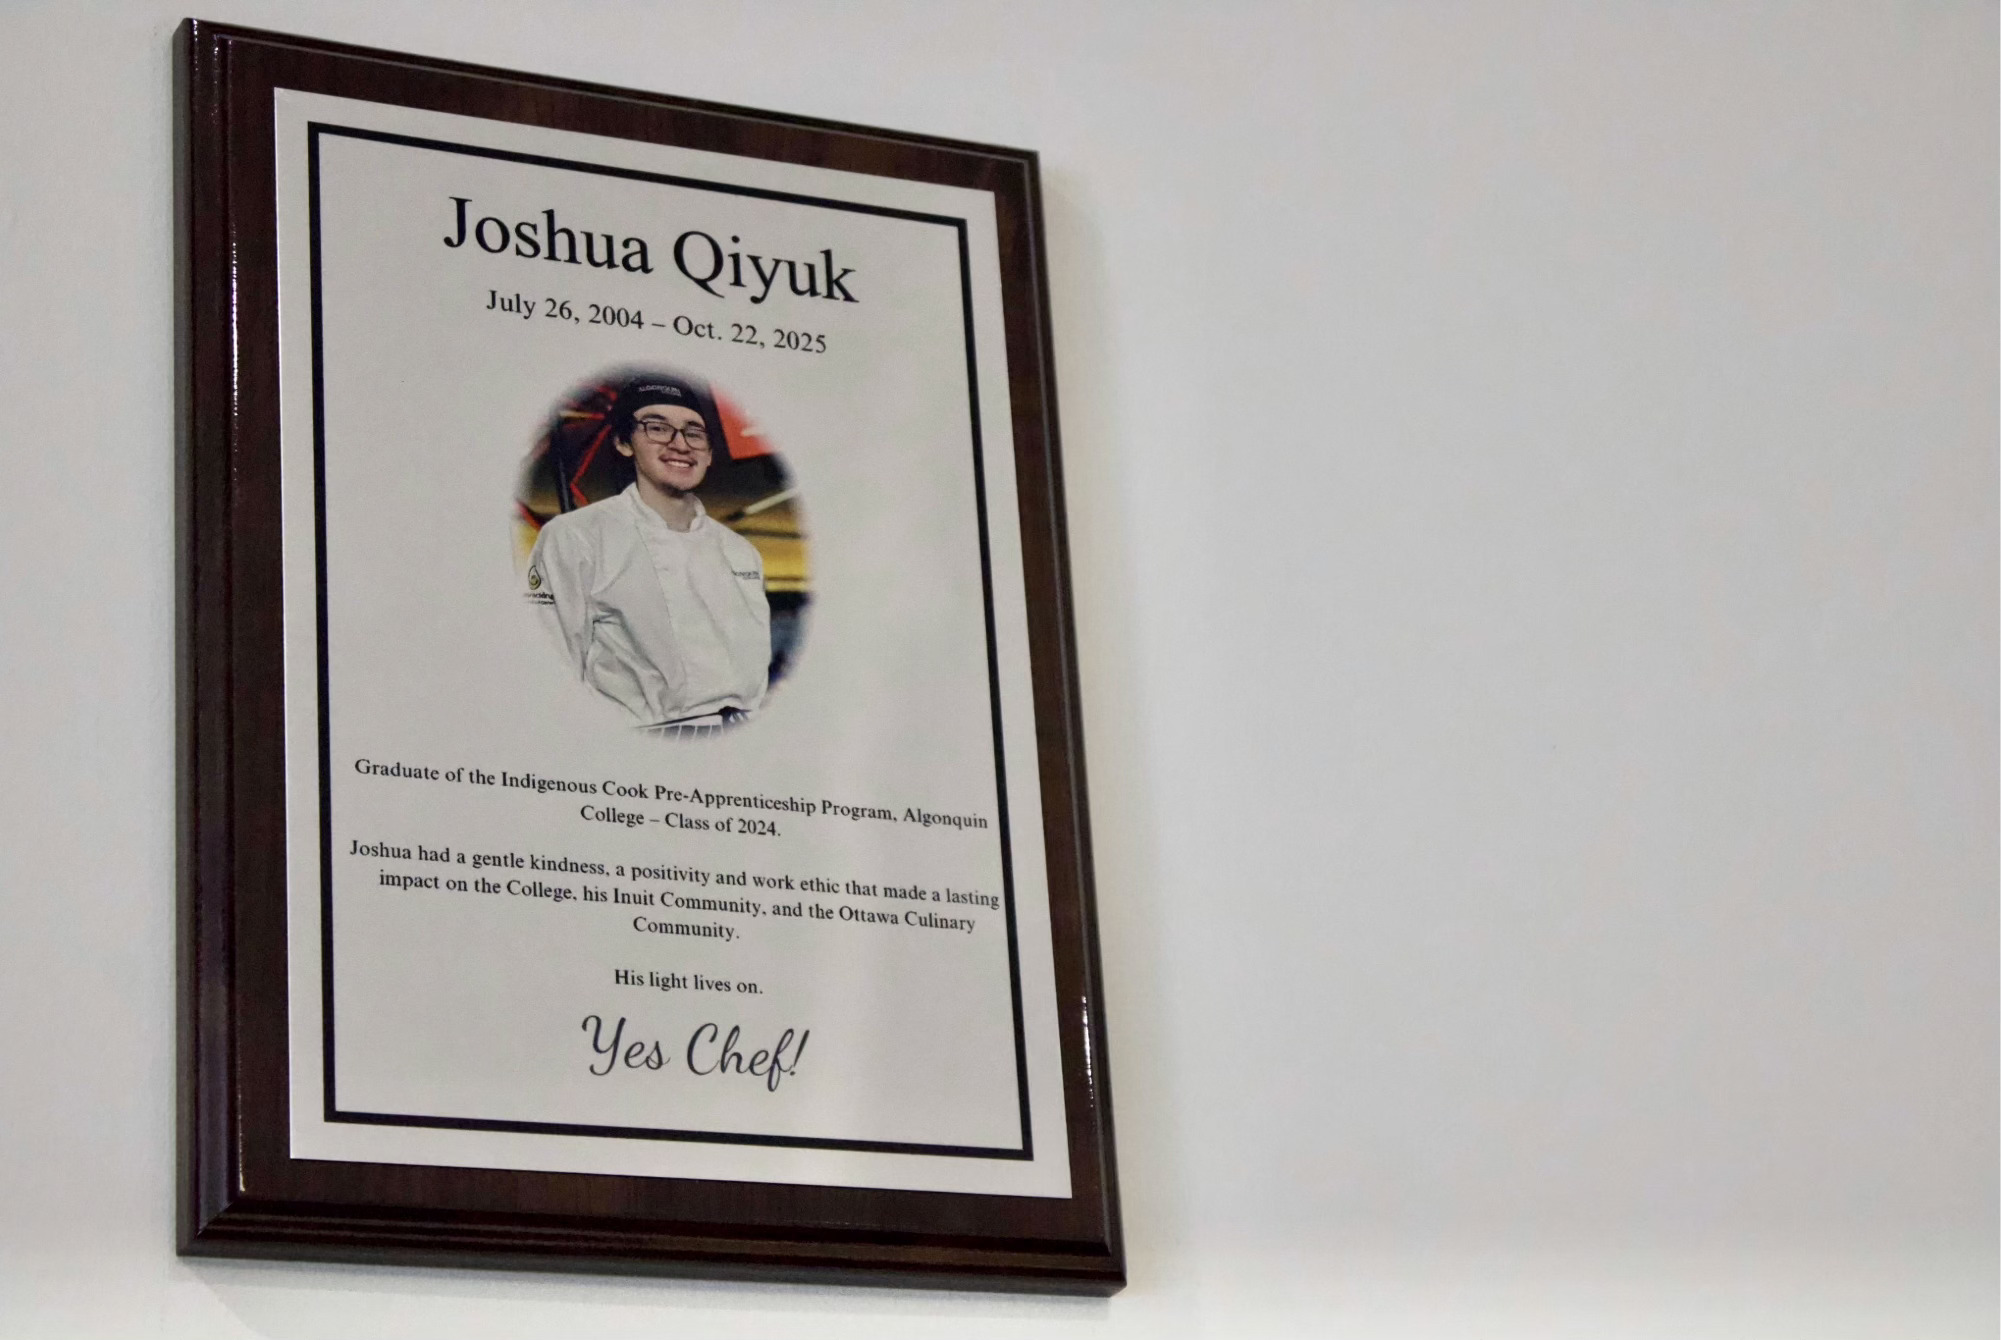 Joshua Qiyuk
July 26, 2004 – Oct. 22, 2025
ALGONQUIN
Graduate of the Indigenous Cook Pre-Apprenticeship Program, Algonquin
College – Class of 2024.
Joshua had a gentle kindness, a positivity and work ethic that made a lasting
impact on the College, his Inuit Community, and the Ottawa Culinary
Community.
His light lives on.
Yes Chef!